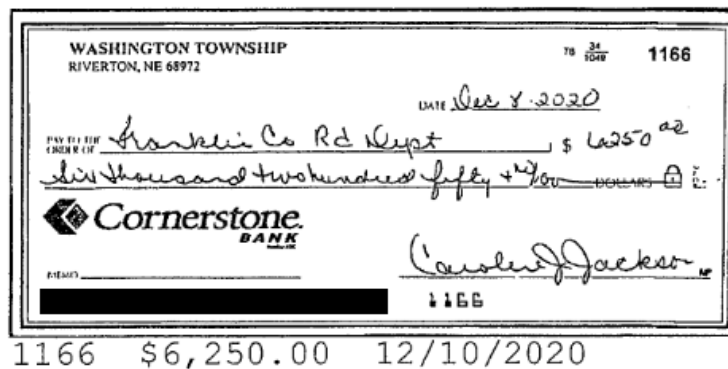 WASHINGTON TOWNSHIP
RIVERTON, NE 68972
78 34/1049 1166
DATE Dec 8 2020
PAY TO THE ORDER OF Franklin Co Rd Dept $ 6250 00
Six thousand two hundred fifty + no/00 DOLLARS
Cornerstone
BANK
MEMO
Jackson
1166
1166 $6,250.00 12/10/2020